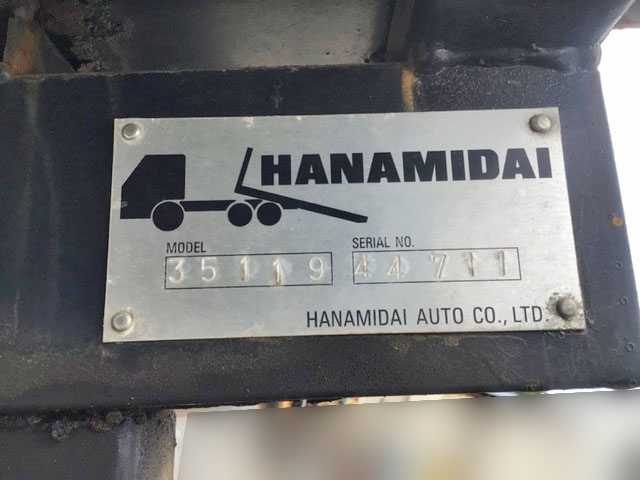 HANAMIDAI
MODEL
35119
SERIAL NO.
44711
HANAMIDAI AUTO CO., LTD.